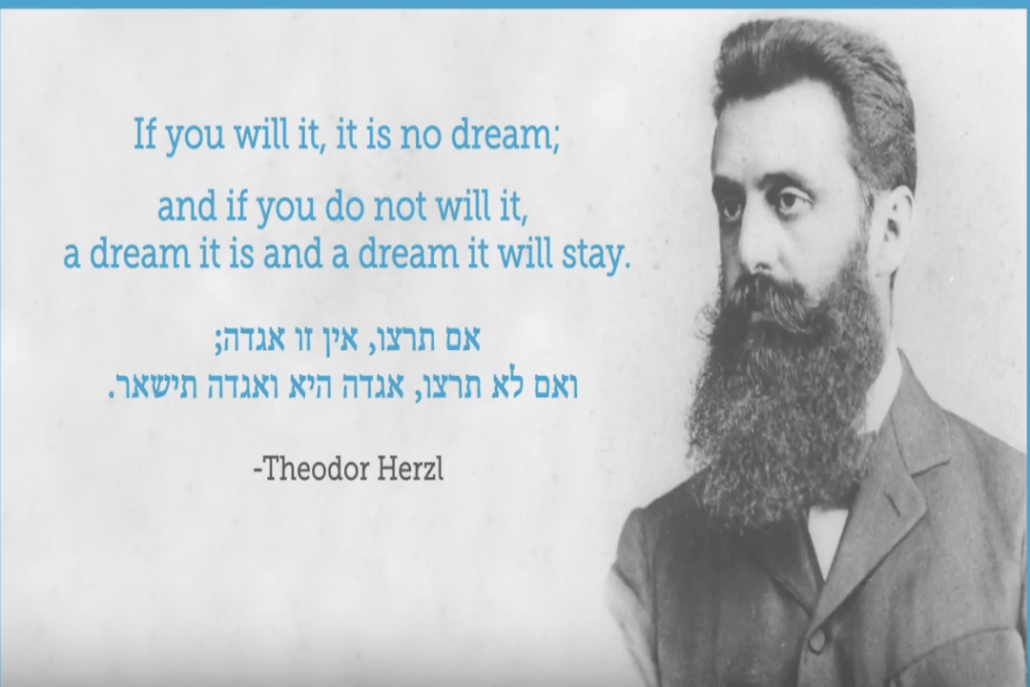 If you will it, it is no dream;
and if you do not will it,
a dream it is and a dream it will stay.
אם תרצו, אין זו אגדה;
ואם לא תרצו, אגדה היא ואגדה תישאר.
-Theodor Herzl